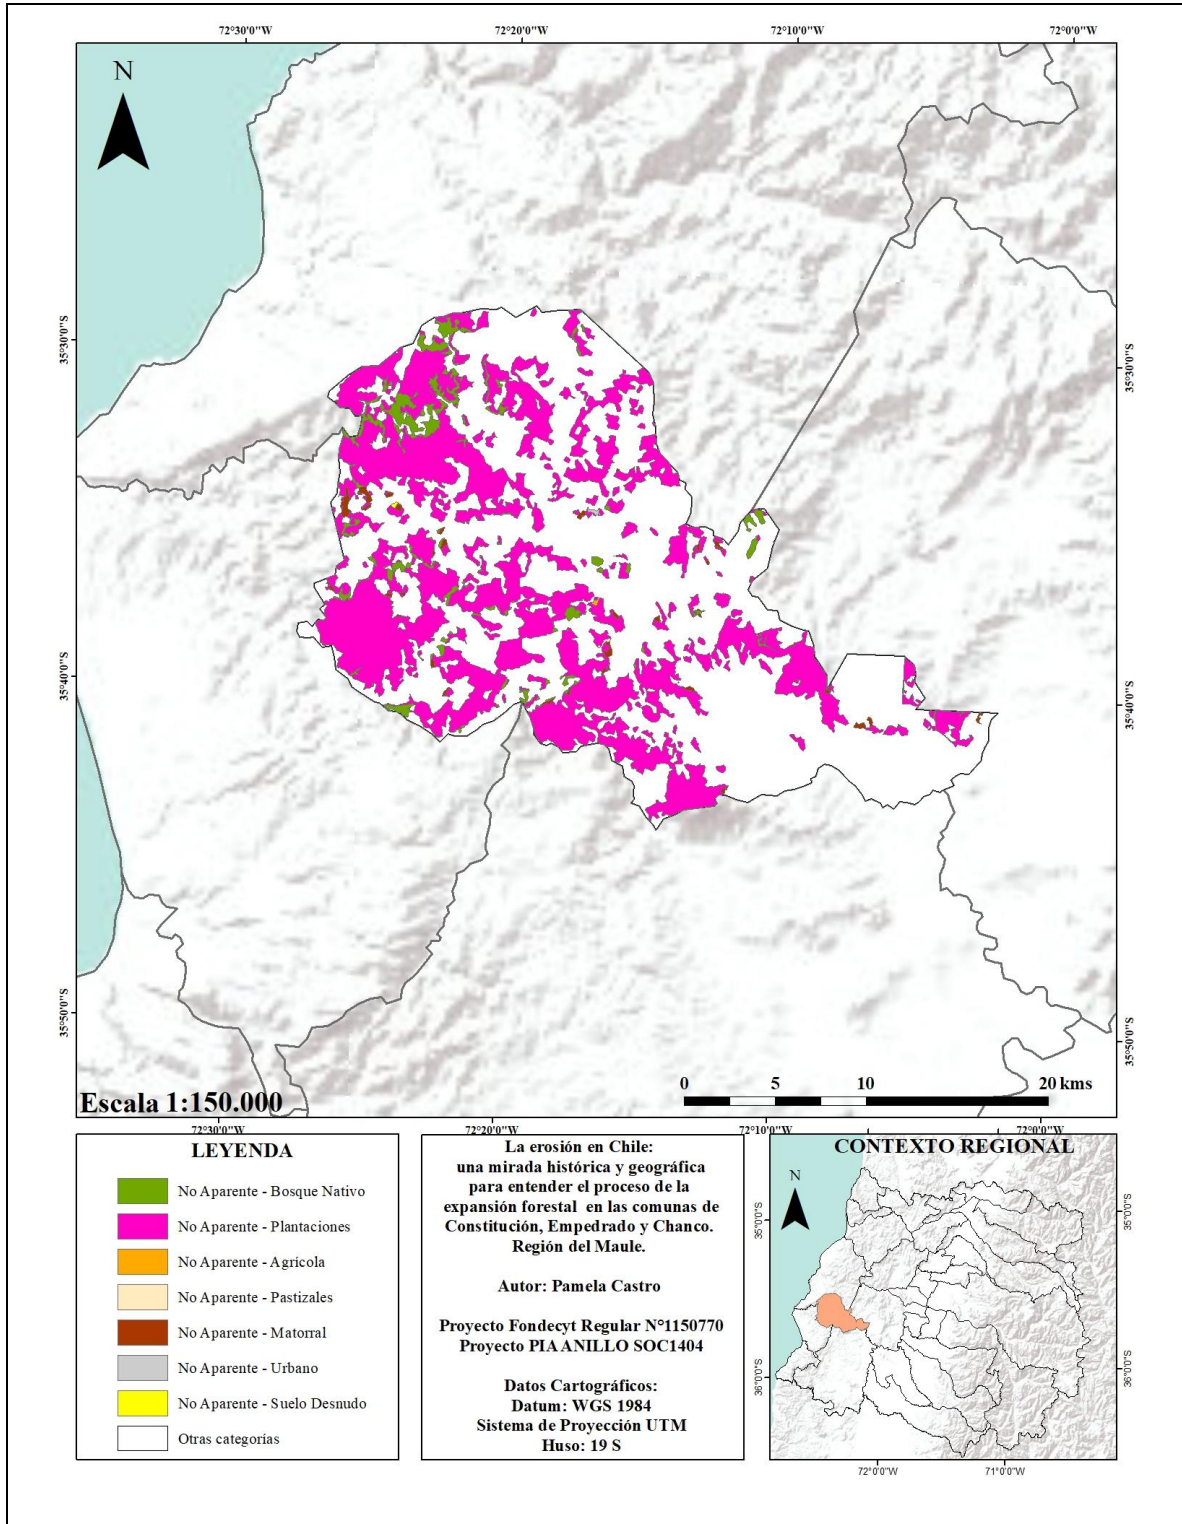 72°30'0"W
72°20'0"W
72°10'0"W
72°0'0"W
N
35°30'0"S
35°30'0"S
35°40'0"S
35°40'0"S
35°50'0"S
35°50'0"S
Escala 1:150.000
0
5
10
20 kms
72°30'0"W
72°20'0"W
72°10'0"W
72°0'0"W
LEYENDA
No Aparente - Bosque Nativo
No Aparente - Plantaciones
No Aparente - Agrícola
No Aparente - Pastizales
No Aparente - Matorral
No Aparente - Urbano
No Aparente - Suelo Desnudo
Otras categorías
La erosión en Chile:
una mirada histórica y geográfica
para entender el proceso de la
expansión forestal en las comunas de
Constitución, Empedrado y Chanco.
Región del Maule.
Autor: Pamela Castro
Proyecto Fondecyt Regular N°1150770
Proyecto PIA ANILLO SOC1404
Datos Cartográficos:
Datum: WGS 1984
Sistema de Proyección UTM
Huso: 19 S
CONTEXTO REGIONAL
N
35°0'0"S
35°0'0"S
36°0'0"S
36°0'0"S
72°0'0"W
71°0'0"W